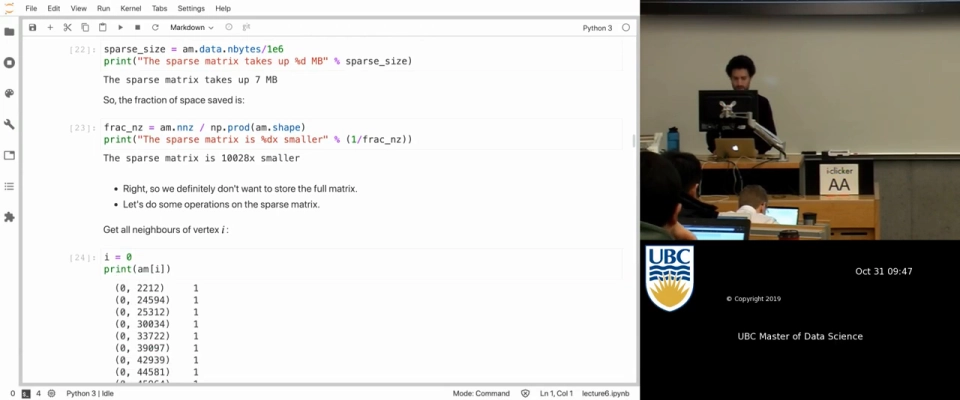 File Edit View Run Kernel Tabs Settings Help
Markdown
Python 3
[22]: sparse_size = am.data.nbytes/1e6
print("The sparse matrix takes up %d MB" % sparse_size)
The sparse matrix takes up 7 MB
So, the fraction of space saved is:
[23]: frac_nz = am.nnz / np.prod(am.shape)
print("The sparse matrix is %dx smaller" % (1/frac_nz))
The sparse matrix is 10028x smaller
• Right, so we definitely don't want to store the full matrix.
• Let's do some operations on the sparse matrix.
Get all neighbours of vertex i:
[24]: i = 0
print(am[i])
(0, 2212) 1
(0, 24594) 1
(0, 25312) 1
(0, 30034) 1
(0, 33722) 1
(0, 39097) 1
(0, 42939) 1
(0, 44581) 1
0 4 Python 3 | Idle Mode: Command Ln 1, Col 1 lecture6.ipynb
iclicker
AA
UBC
Oct 31 09:47
© Copyright 2019
UBC Master of Data Science